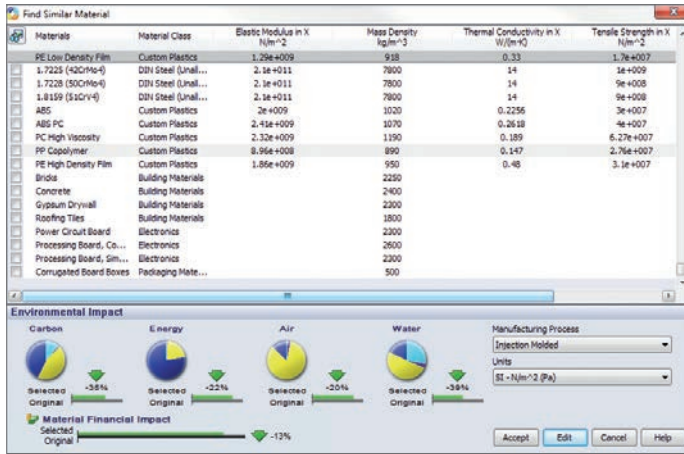 Find Similar Material
Materials Material Class Elastic Modulus in X N/m^2 Mass Density kg/m^3 Thermal Conductivity in X W/(m·K) Tensile Strength in X N/m^2
PE Low Density Film Custom Plastics 1.29e+009 918 0.33 1.7e+007
1.7225 (42CrMo4) DIN Steel (Unall... 2.1e+011 7800 14 1e+009
1.7228 (50CrMo4) DIN Steel (Unall... 2.1e+011 7800 14 9e+008
1.8159 (51CrV4) DIN Steel (Unall... 2.1e+011 7800 14 9e+008
ABS Custom Plastics 2e+009 1020 0.2256 3e+007
ABS PC Custom Plastics 2.41e+009 1070 0.2618 4e+007
PC High Viscosity Custom Plastics 2.32e+009 1190 0.189 6.27e+007
PP Copolymer Custom Plastics 8.96e+008 890 0.147 2.76e+007
PE High Density Film Custom Plastics 1.86e+009 950 0.48 3.1e+007
Bricks Building Materials 2250
Concrete Building Materials 2400
Gypsum Drywall Building Materials 2300
Roofing Tiles Building Materials 1800
Power Circuit Board Electronics 2300
Processing Board, Co... Electronics 2600
Processing Board, Sim... Electronics 2300
Corrugated Board Boxes Packaging Mate... 500
Environmental Impact
Carbon Energy Air Water
Manufacturing Process
Injection Molded
Units
SI - N/m^2 (Pa)
Selected -36% Selected -22% Selected -20% Selected -39%
Original Original Original Original
Material Financial Impact
Selected
Original -13%
Accept Edit Cancel Help